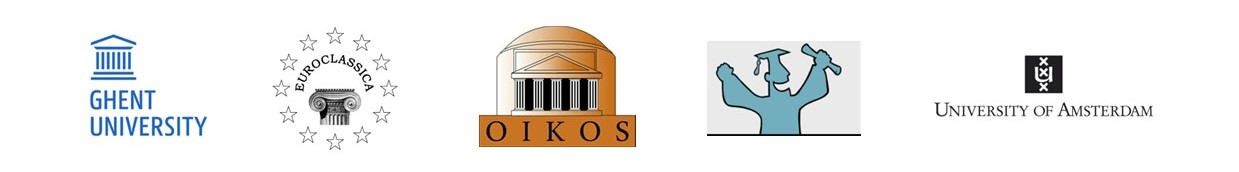 GHENT
UNIVERSITY
EUROCLASSICA
OIKOS
UNIVERSITY OF AMSTERDAM